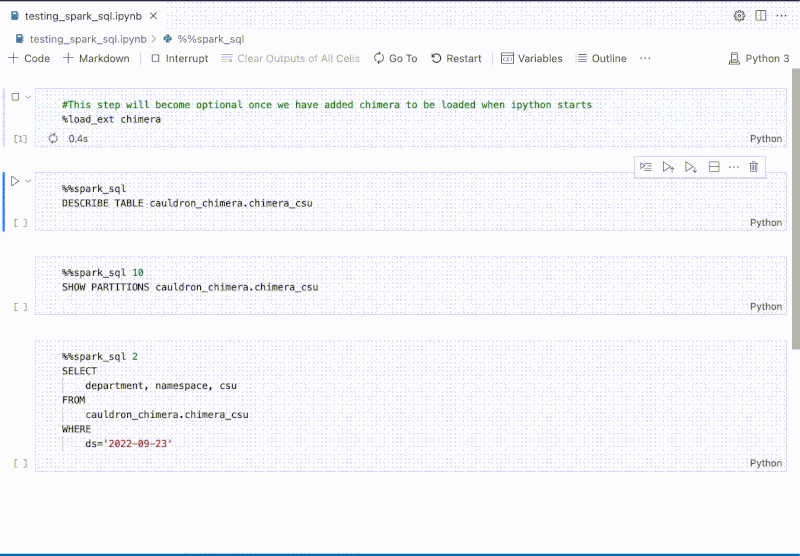 testing_spark_sql.ipynb
testing_spark_sql.ipynb > %%spark_sql
+ Code + Markdown Interrupt Clear Outputs of All Cells Go To Restart Variables Outline ... Python 3
#This step will become optional once we have added chimera to be loaded when ipython starts
%load_ext chimera
[1] 0.4s Python
%%spark_sql
DESCRIBE TABLE cauldron_chimera.chimera_csu
[ ] Python
%%spark_sql 10
SHOW PARTITIONS cauldron_chimera.chimera_csu
[ ] Python
%%spark_sql 2
SELECT
department, namespace, csu
FROM
cauldron_chimera.chimera_csu
WHERE
ds='2022-09-23'
[ ] Python